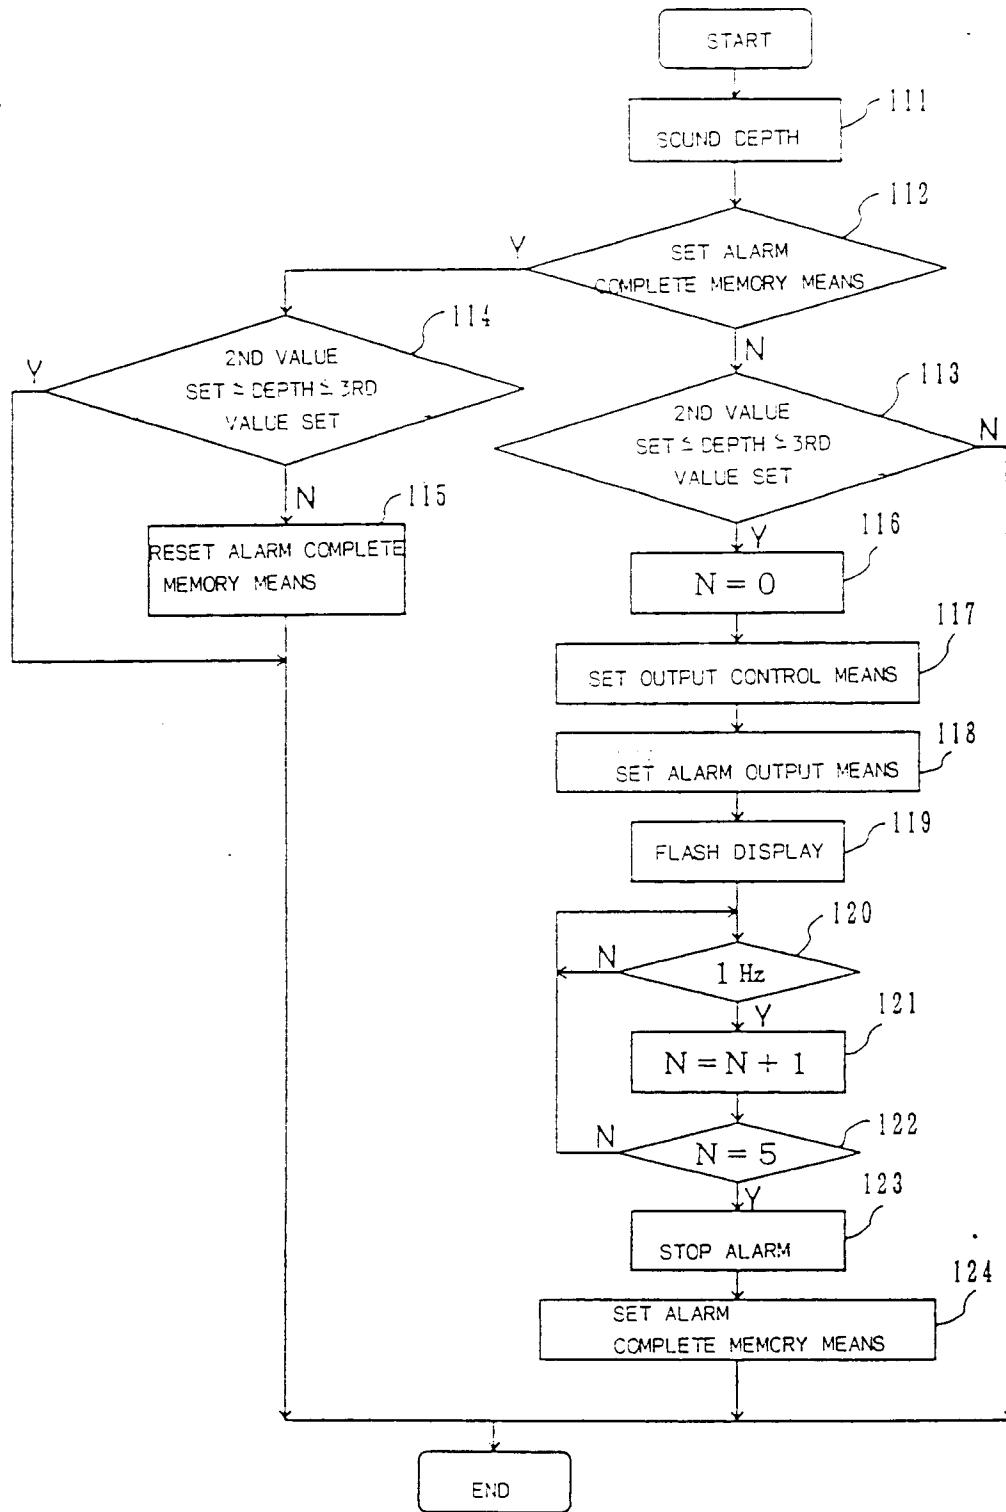 START
111
SOUND DEPTH
112
SET ALARM
COMPLETE MEMORY MEANS
Y
N
114
2ND VALUE
SET ≦ DEPTH ≦ 3RD
VALUE SET
Y
N
113
2ND VALUE
SET ≦ DEPTH ≦ 3RD
VALUE SET
N
Y
115
RESET ALARM COMPLETE
MEMORY MEANS
116
N = 0
117
SET OUTPUT CONTROL MEANS
118
SET ALARM OUTPUT MEANS
119
FLASH DISPLAY
120
1 Hz
N
Y
121
N = N + 1
122
N = 5
N
Y
123
STOP ALARM
124
SET ALARM
COMPLETE MEMORY MEANS
END